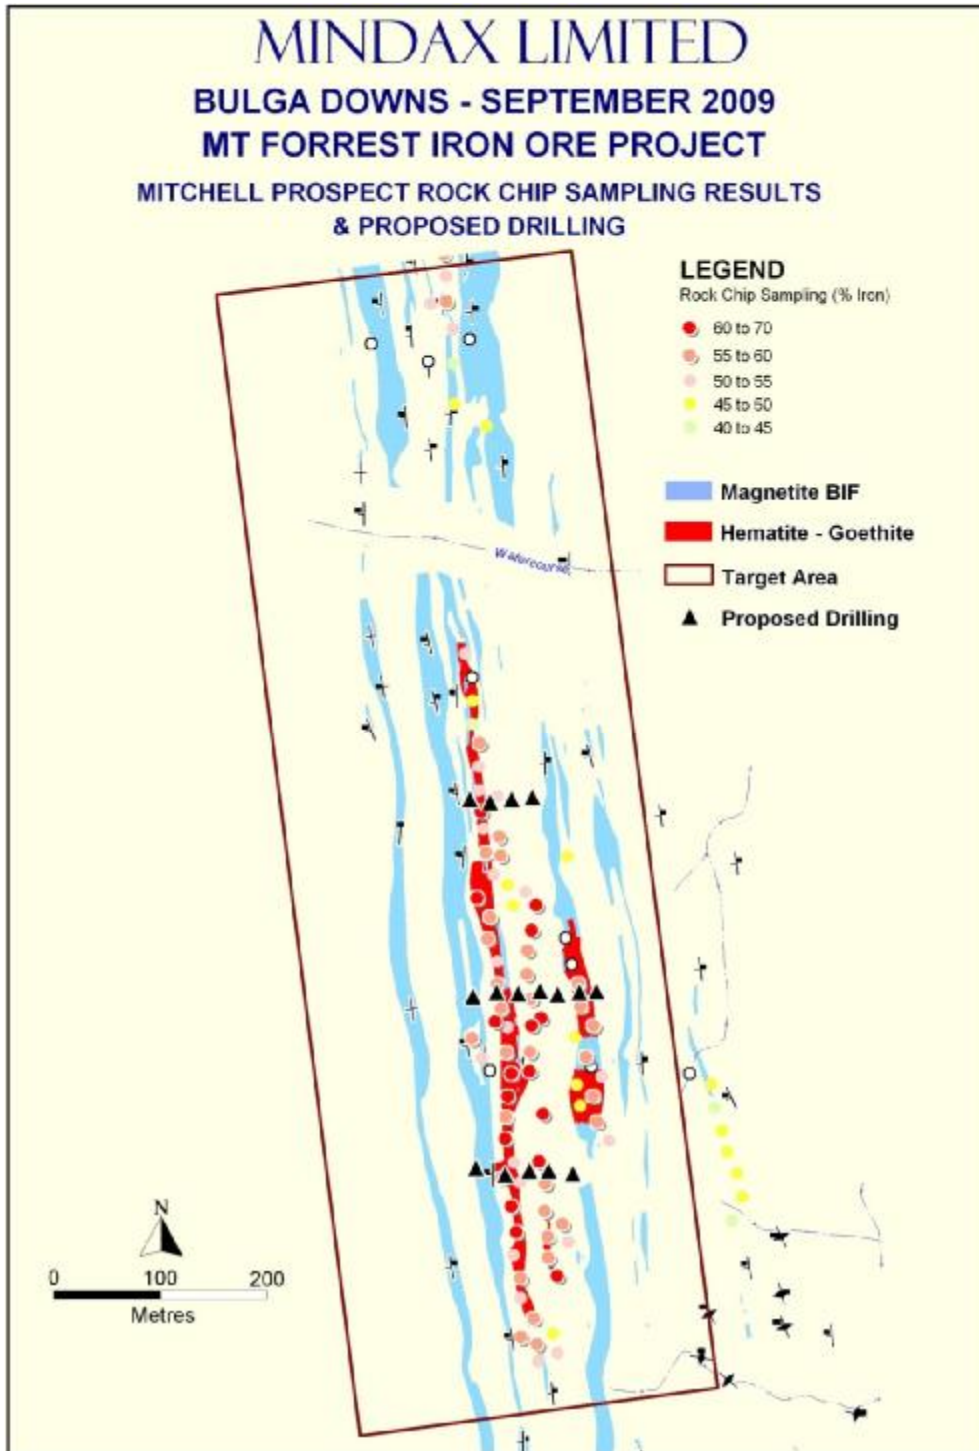 MINDAX LIMITED
BULGA DOWNS - SEPTEMBER 2009
MT FORREST IRON ORE PROJECT
MITCHELL PROSPECT ROCK CHIP SAMPLING RESULTS
& PROPOSED DRILLING
LEGEND
Rock Chip Sampling (% Iron)
60 to 70
55 to 60
50 to 55
45 to 50
40 to 45
Magnetite BIF
Hematite - Goethite
Target Area
Proposed Drilling
Watercourse
N
0 100 200
Metres